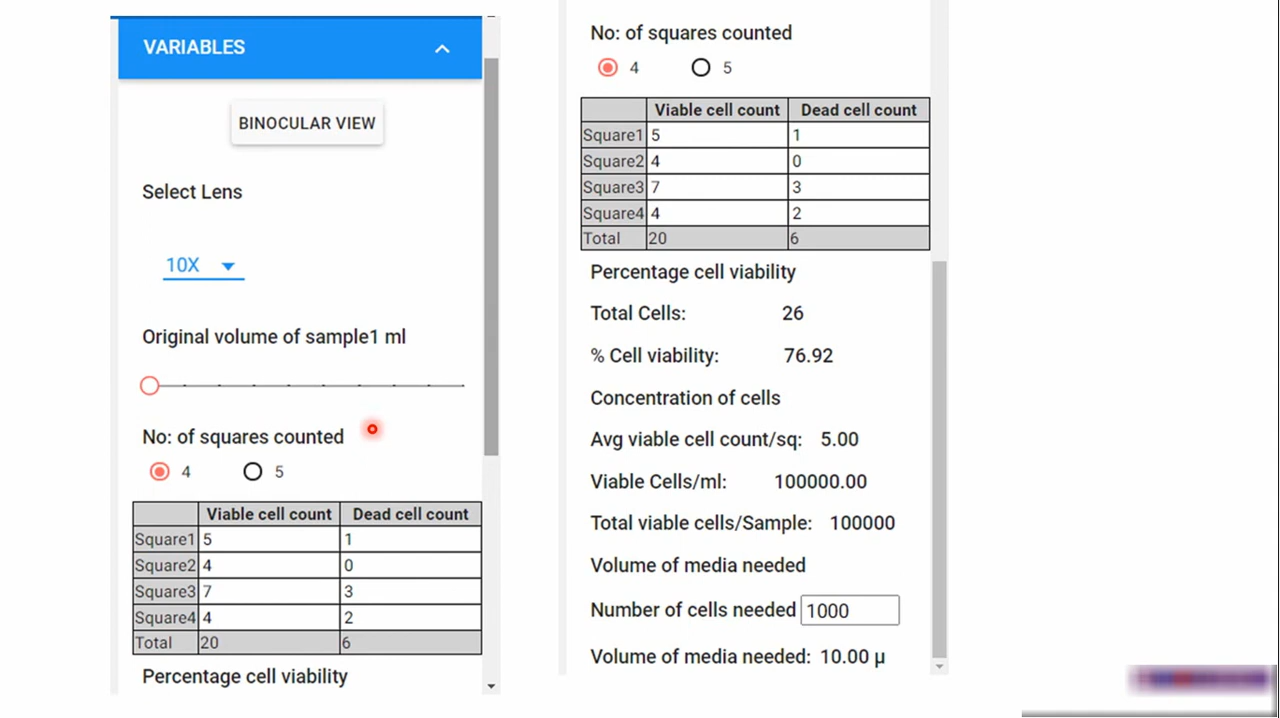 VARIABLES
BINOCULAR VIEW
Select Lens
10X
Original volume of sample1 ml
No: of squares counted
4 5
Viable cell count Dead cell count
Square1 5 1
Square2 4 0
Square3 7 3
Square4 4 2
Total 20 6
Percentage cell viability
No: of squares counted
4 5
Viable cell count Dead cell count
Square1 5 1
Square2 4 0
Square3 7 3
Square4 4 2
Total 20 6
Percentage cell viability
Total Cells: 26
% Cell viability: 76.92
Concentration of cells
Avg viable cell count/sq: 5.00
Viable Cells/ml: 100000.00
Total viable cells/Sample: 100000
Volume of media needed
Number of cells needed 1000
Volume of media needed: 10.00 µ